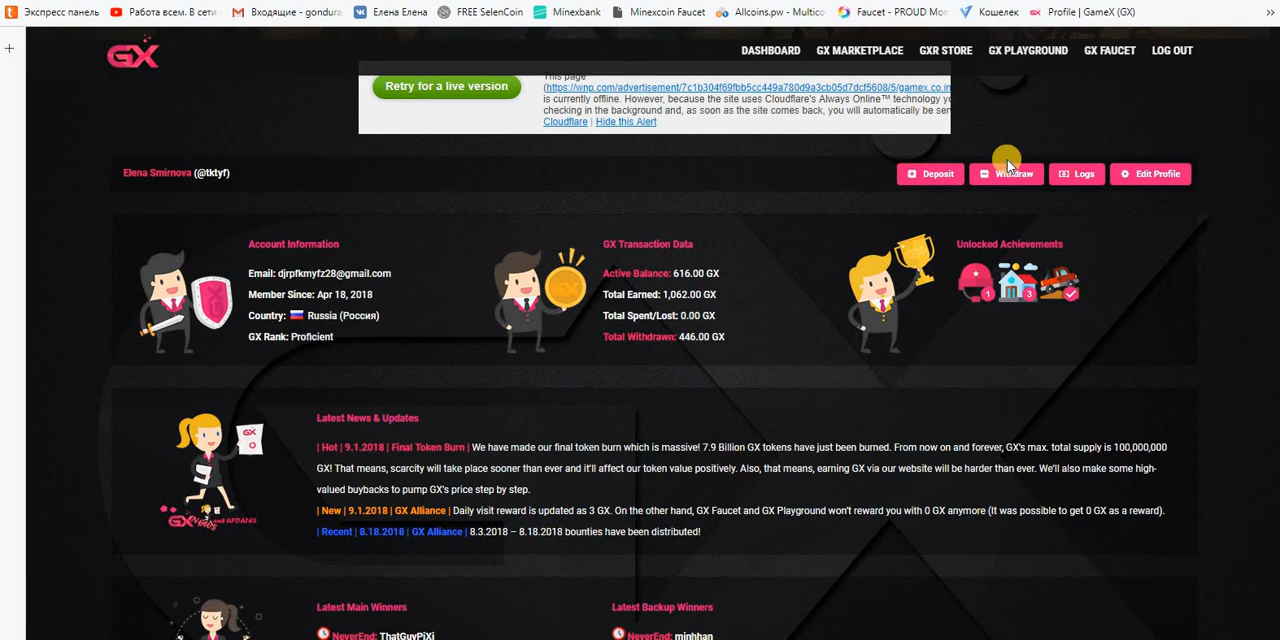 Экспресс панель
Работа всем. В сети
Входящие - gondura
Елена Елена
FREE SelenCoin
Minexbank
Minexcoin Faucet
Allcoins.pw - Multico
Faucet - PROUD Mon
Кошелек
Profile | GameX (GX)
GX
DASHBOARD GX MARKETPLACE GXR STORE GX PLAYGROUND GX FAUCET LOG OUT
Retry for a live version
This page
(https://wnp.com/advertisement/7c1b304f69fbb5cc449a780d9a3cb05d7dcf5608/5/gamex.co.in
is currently offline. However, because the site uses Cloudflare's Always Online™ technology yo
checking in the background and, as soon as the site comes back, you will automatically be ser
Cloudflare | Hide this Alert
Elena Smirnova (@tktyf)
Deposit Withdraw Logs Edit Profile
Account Information
Email: djrpfkmyfz28@gmail.com
Member Since: Apr 18, 2018
Country: Russia (Россия)
GX Rank: Proficient
GX Transaction Data
Active Balance: 616.00 GX
Total Earned: 1,062.00 GX
Total Spent/Lost: 0.00 GX
Total Withdrawn: 446.00 GX
Unlocked Achievements
1 3
Latest News & Updates
| Hot | 9.1.2018 | Final Token Burn | We have made our final token burn which is massive! 7.9 Billion GX tokens have just been burned. From now on and forever, GX's max. total supply is 100,000,000
GX! That means, scarcity will take place sooner than ever and it'll affect our token value positively. Also, that means, earning GX via our website will be harder than ever. We'll also make some high-
valued buybacks to pump GX's price step by step.
| New | 9.1.2018 | GX Alliance | Daily visit reward is updated as 3 GX. On the other hand, GX Faucet and GX Playground won't reward you with 0 GX anymore (It was possible to get 0 GX as a reward).
| Recent | 8.18.2018 | GX Alliance | 8.3.2018 – 8.18.2018 bounties have been distributed!
GX News and UPDATES
Latest Main Winners
NeverEnd: ThatGuyPiXi
Latest Backup Winners
NeverEnd: minhhan